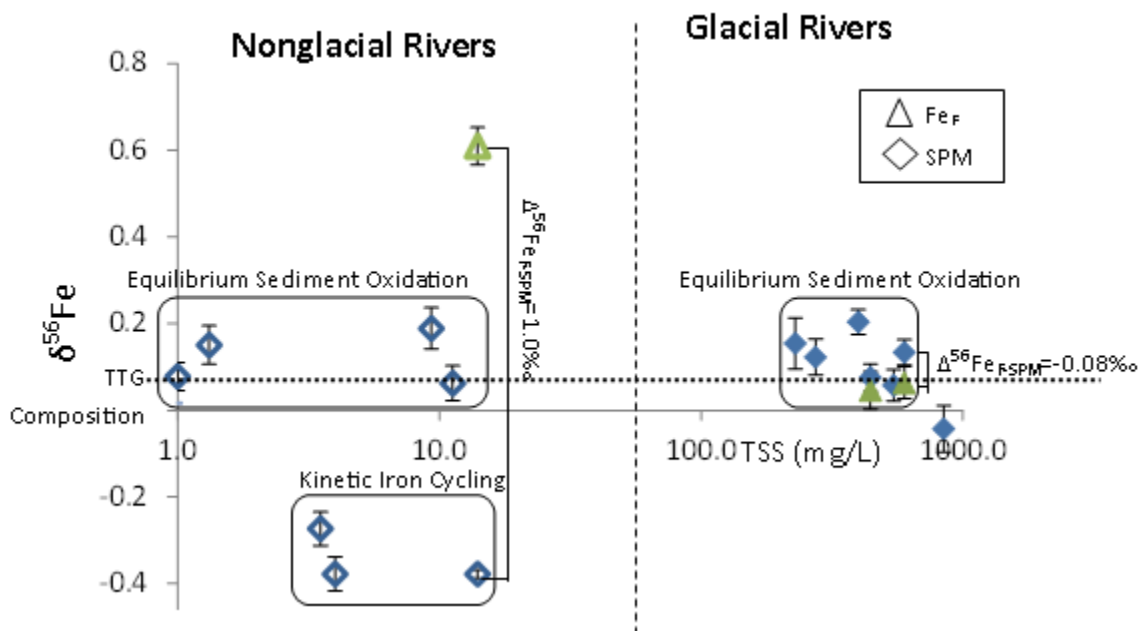 Nonglacial Rivers
Glacial Rivers
0.8
0.6
0.4
0.2
-0.2
-0.4
δ⁵⁶Fe
TTG
Composition
1.0
10.0
100.0
1000.0
TSS (mg/L)
Fe_F
SPM
Equilibrium Sediment Oxidation
Kinetic Iron Cycling
Δ⁵⁶Fe_F-SPM=1.0‰
Equilibrium Sediment Oxidation
Δ⁵⁶Fe_F-SPM=-0.08‰